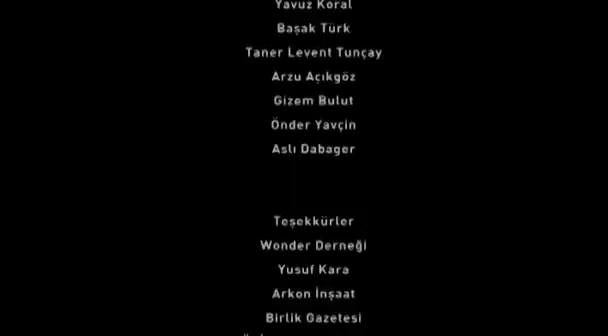 Yavuz Koral
Başak Türk
Taner Levent Tunçay
Arzu Açıkgöz
Gizem Bulut
Önder Yavçin
Aslı Dabager
Teşekkürler
Wonder Derneği
Yusuf Kara
Arkon İnşaat
Birlik Gazetesi